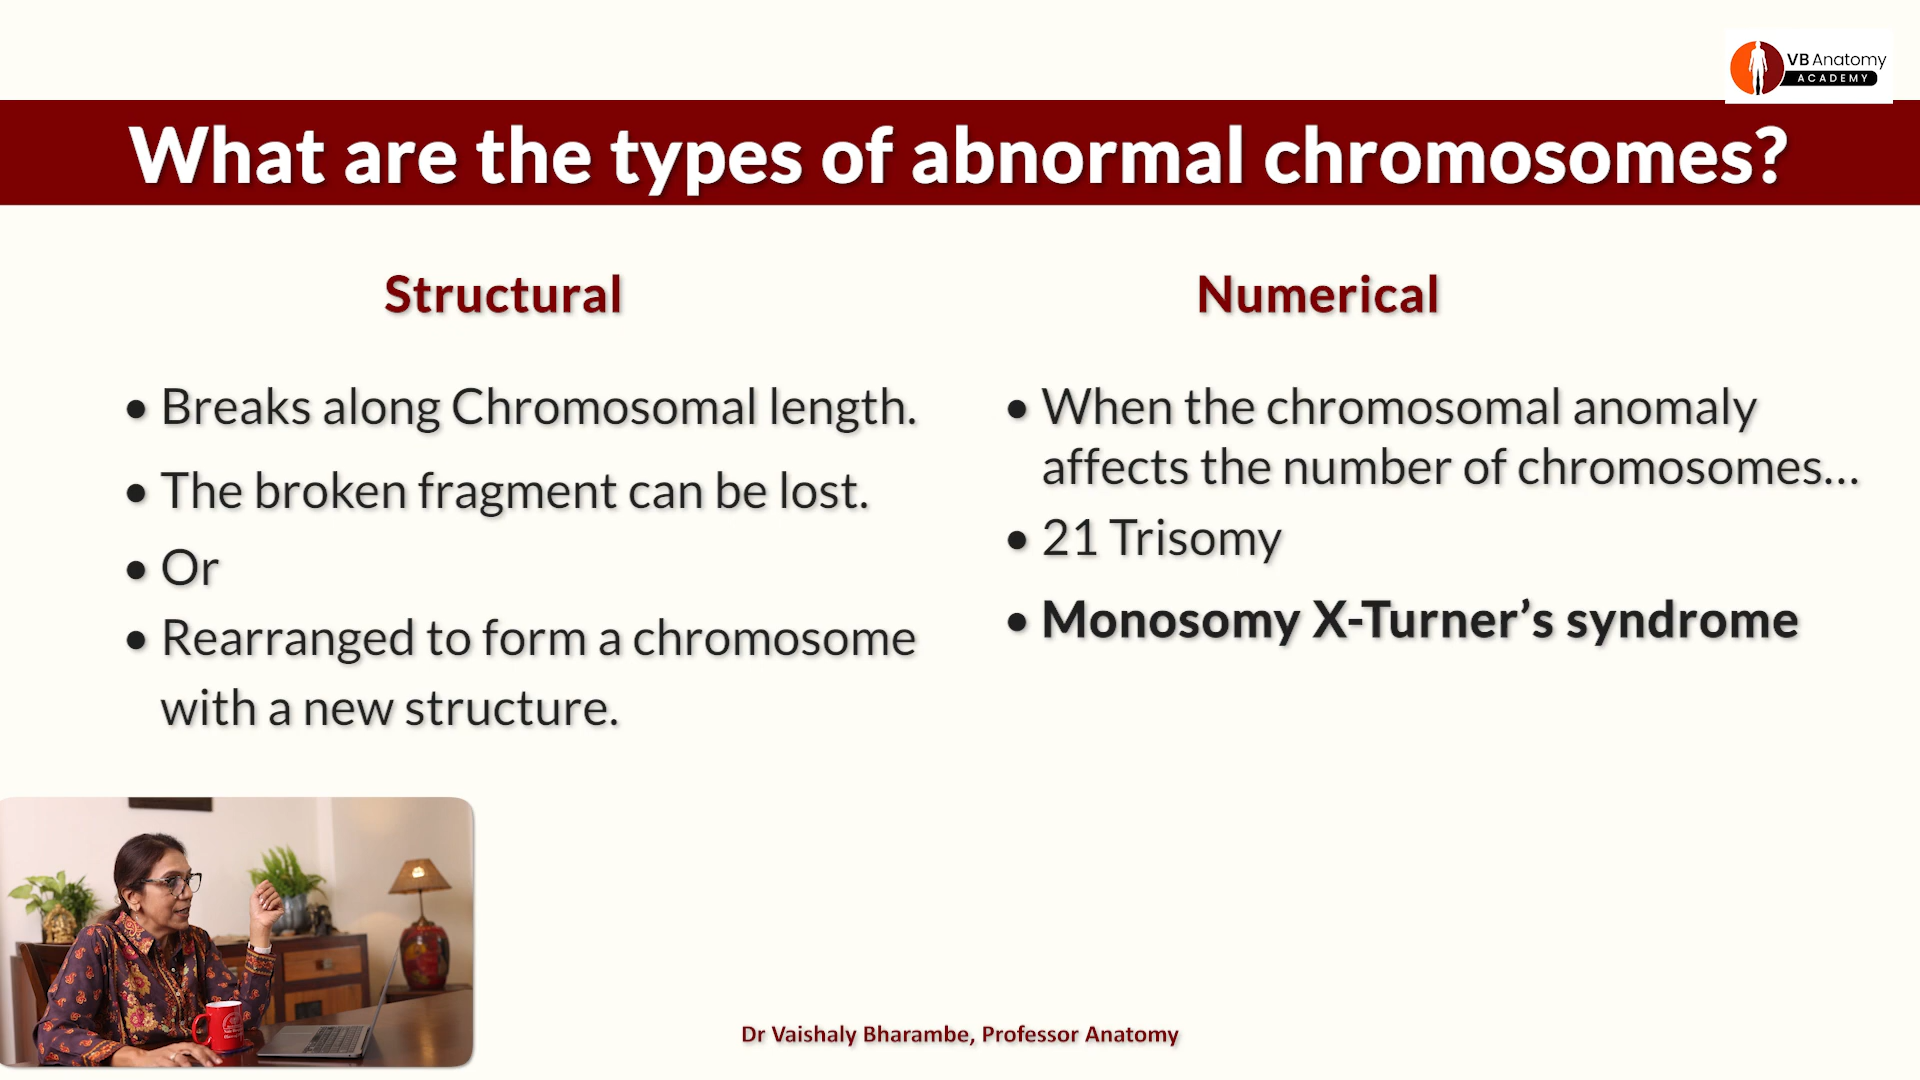 VB Anatomy
ACADEMY
What are the types of abnormal chromosomes?
Structural
• Breaks along Chromosomal length.
• The broken fragment can be lost.
• Or
• Rearranged to form a chromosome
with a new structure.
Numerical
• When the chromosomal anomaly
affects the number of chromosomes...
• 21 Trisomy
• Monosomy X-Turner’s syndrome
Dr Vaishaly Bharambe, Professor Anatomy